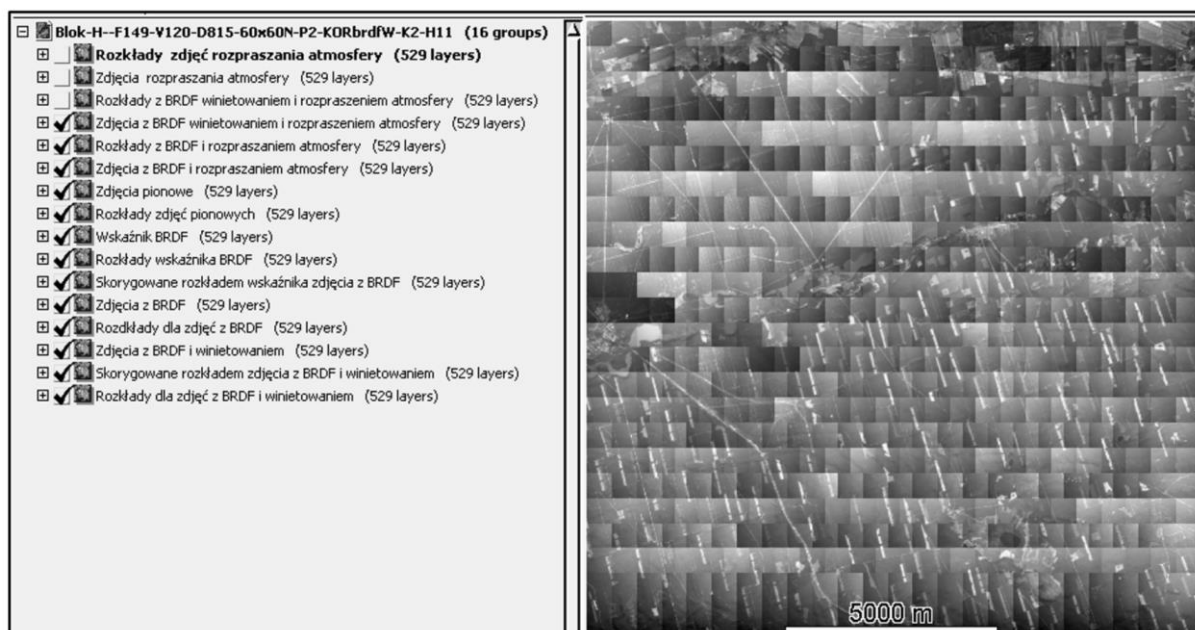 Blok-H--F149-V120-D815-60x60N-P2-KORbrdfW-K2-H11 (16 groups)
Rozkłady zdjęć rozpraszania atmosfery (529 layers)
Zdjęcia rozpraszania atmosfery (529 layers)
Rozkłady z BRDF winietowaniem i rozpraszeniem atmosfery (529 layers)
Zdjęcia z BRDF winietowaniem i rozpraszeniem atmosfery (529 layers)
Rozkłady z BRDF i rozpraszaniem atmosfery (529 layers)
Zdjęcia z BRDF i rozpraszaniem atmosfery (529 layers)
Zdjęcia pionowe (529 layers)
Rozkłady zdjęć pionowych (529 layers)
Wskaźnik BRDF (529 layers)
Rozkłady wskaźnika BRDF (529 layers)
Skorygowane rozkładem wskaźnika zdjęcia z BRDF (529 layers)
Zdjęcia z BRDF (529 layers)
Rozdkłady dla zdjęć z BRDF (529 layers)
Zdjęcia z BRDF i winietowaniem (529 layers)
Skorygowane rozkładem zdjęcia z BRDF i winietowaniem (529 layers)
Rozkłady dla zdjęć z BRDF i winietowaniem (529 layers)
5000 m